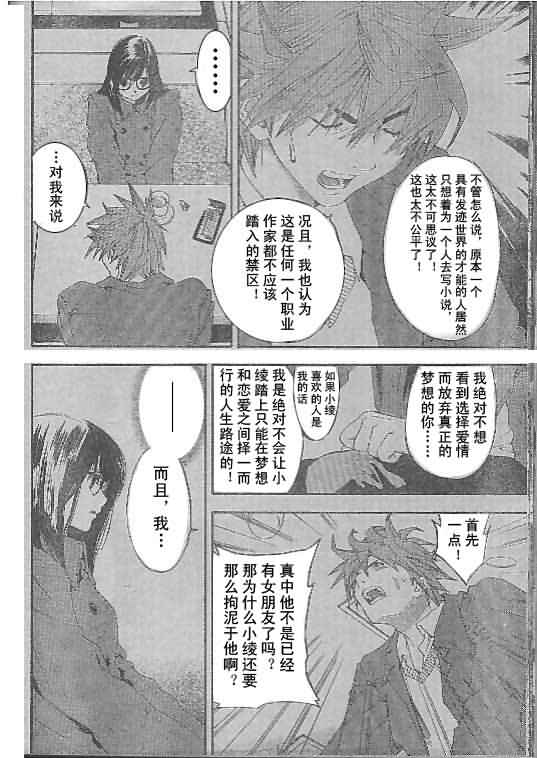 不管怎么说，原本一个
具有发迹世界的才能的人居然
只想着为一个人去写小说，
这太不可思议了！
这也太不公平了！
况且，我也认为
这是任何一个职业
作家都不应该
踏入的禁区！
……
…对我来说
我绝对不想
看到选择爱情
而放弃真正的
梦想的你……
如果小绫
喜欢的人是
我的话
我是绝对不会让小
绫踏上只能在梦想
和恋爱之间择一而
行的人生路途的！
首先
一点！
真中他不是已经
有女朋友了吗？
那为什么小绫还要
那么拘泥于他啊？
——
而且，我…